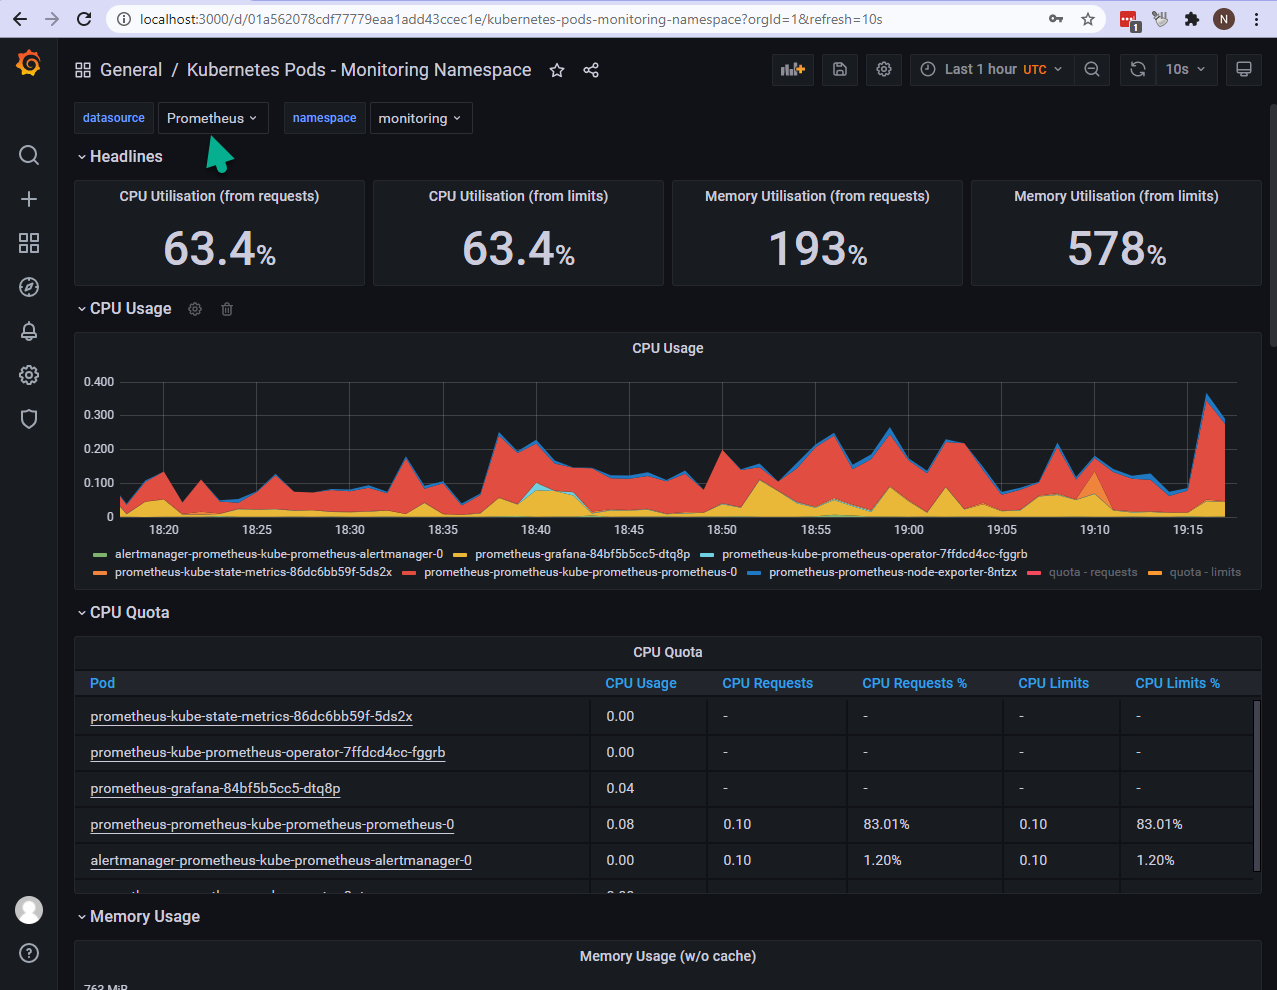 localhost:3000/d/01a562078cdf77779eaa1add43ccec1e/kubernetes-pods-monitoring-namespace?orgId=1&refresh=10s
1
N
General / Kubernetes Pods - Monitoring Namespace
Last 1 hour UTC
10s
datasource Prometheus namespace monitoring
Headlines
CPU Utilisation (from requests)
63.4%
CPU Utilisation (from limits)
63.4%
Memory Utilisation (from requests)
193%
Memory Utilisation (from limits)
578%
CPU Usage
CPU Usage
0.400
0.300
0.200
0.100
0
18:20 18:25 18:30 18:35 18:40 18:45 18:50 18:55 19:00 19:05 19:10 19:15
alertmanager-prometheus-kube-prometheus-alertmanager-0 prometheus-grafana-84bf5b5cc5-dtq8p prometheus-kube-prometheus-operator-7ffdcd4cc-fggrb
prometheus-kube-state-metrics-86dc6bb59f-5ds2x prometheus-prometheus-kube-prometheus-prometheus-0 prometheus-prometheus-node-exporter-8ntzx quota - requests quota - limits
CPU Quota
CPU Quota
Pod CPU Usage CPU Requests CPU Requests % CPU Limits CPU Limits %
prometheus-kube-state-metrics-86dc6bb59f-5ds2x 0.00 - - - -
prometheus-kube-prometheus-operator-7ffdcd4cc-fggrb 0.00 - - - -
prometheus-grafana-84bf5b5cc5-dtq8p 0.04 - - - -
prometheus-prometheus-kube-prometheus-prometheus-0 0.08 0.10 83.01% 0.10 83.01%
alertmanager-prometheus-kube-prometheus-alertmanager-0 0.00 0.10 1.20% 0.10 1.20%
Memory Usage
Memory Usage (w/o cache)
763 MiB